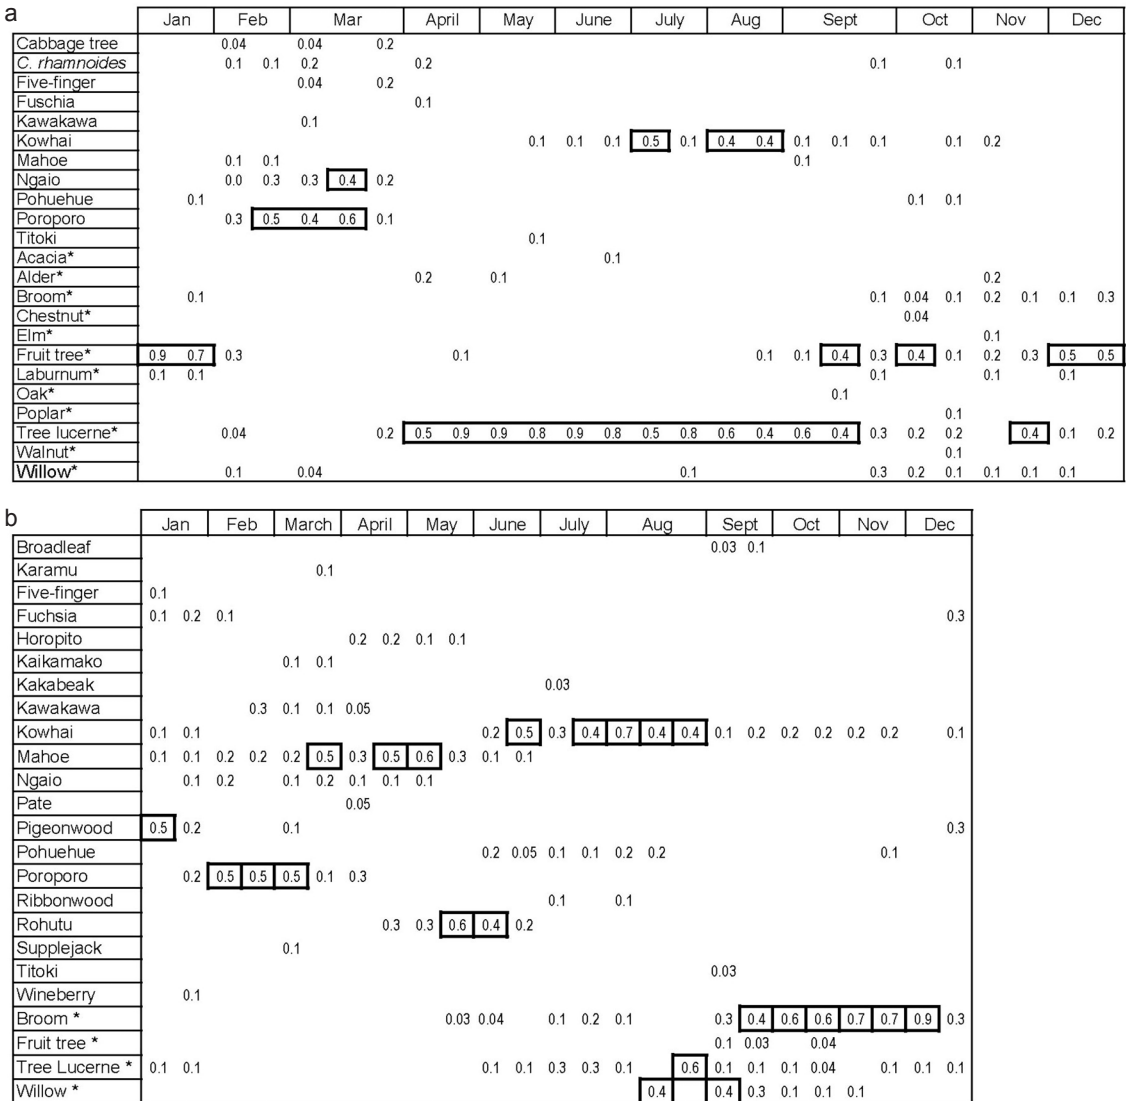 a
Jan Feb Mar April May June July Aug Sept Oct Nov Dec
Cabbage tree 0.04 0.04 0.2
C. rhamnoides 0.1 0.1 0.2 0.2 0.1 0.1
Five-finger 0.04 0.2
Fuschia 0.1
Kawakawa 0.1
Kowhai 0.1 0.1 0.1 0.5 0.1 0.4 0.4 0.1 0.1 0.1 0.1 0.2
Mahoe 0.1 0.1 0.1
Ngaio 0.0 0.3 0.3 0.4 0.2
Pohuehue 0.1 0.1 0.1
Poroporo 0.3 0.5 0.4 0.6 0.1
Titoki 0.1
Acacia* 0.1
Alder* 0.2 0.1 0.2
Broom* 0.1 0.1 0.04 0.1 0.2 0.1 0.1 0.3
Chestnut* 0.04
Elm* 0.1
Fruit tree* 0.9 0.7 0.3 0.1 0.1 0.1 0.4 0.3 0.4 0.1 0.2 0.3 0.5 0.5
Laburnum* 0.1 0.1 0.1 0.1 0.1
Oak* 0.1
Poplar* 0.1
Tree lucerne* 0.04 0.2 0.5 0.9 0.9 0.8 0.9 0.8 0.5 0.8 0.6 0.4 0.6 0.4 0.3 0.2 0.2 0.4 0.1 0.2
Walnut* 0.1
Willow* 0.1 0.04 0.1 0.3 0.2 0.1 0.1 0.1 0.1
b
Jan Feb March April May June July Aug Sept Oct Nov Dec
Broadleaf 0.03 0.1
Karamu 0.1
Five-finger 0.1
Fuchsia 0.1 0.2 0.1 0.3
Horopito 0.2 0.2 0.1 0.1
Kaikamako 0.1 0.1
Kakabeak 0.03
Kawakawa 0.3 0.1 0.1 0.05
Kowhai 0.1 0.1 0.2 0.5 0.3 0.4 0.7 0.4 0.4 0.1 0.2 0.2 0.2 0.2 0.2 0.1
Mahoe 0.1 0.1 0.2 0.2 0.2 0.5 0.3 0.5 0.6 0.3 0.1 0.1
Ngaio 0.1 0.2 0.1 0.2 0.1 0.1 0.1
Pate 0.05
Pigeonwood 0.5 0.2 0.1 0.3
Pohuehue 0.2 0.05 0.1 0.1 0.2 0.2 0.1
Poroporo 0.2 0.5 0.5 0.5 0.1 0.3
Ribbonwood 0.1 0.1
Rohutu 0.3 0.3 0.6 0.4 0.2
Supplejack 0.1
Titoki 0.03
Wineberry 0.1
Broom * 0.03 0.04 0.1 0.2 0.1 0.3 0.4 0.6 0.6 0.7 0.7 0.9 0.3
Fruit tree * 0.1 0.03 0.04
Tree Lucerne * 0.1 0.1 0.1 0.1 0.3 0.3 0.1 0.6 0.1 0.1 0.1 0.04 0.1 0.1 0.1
Willow * 0.4 0.4 0.3 0.1 0.1 0.1